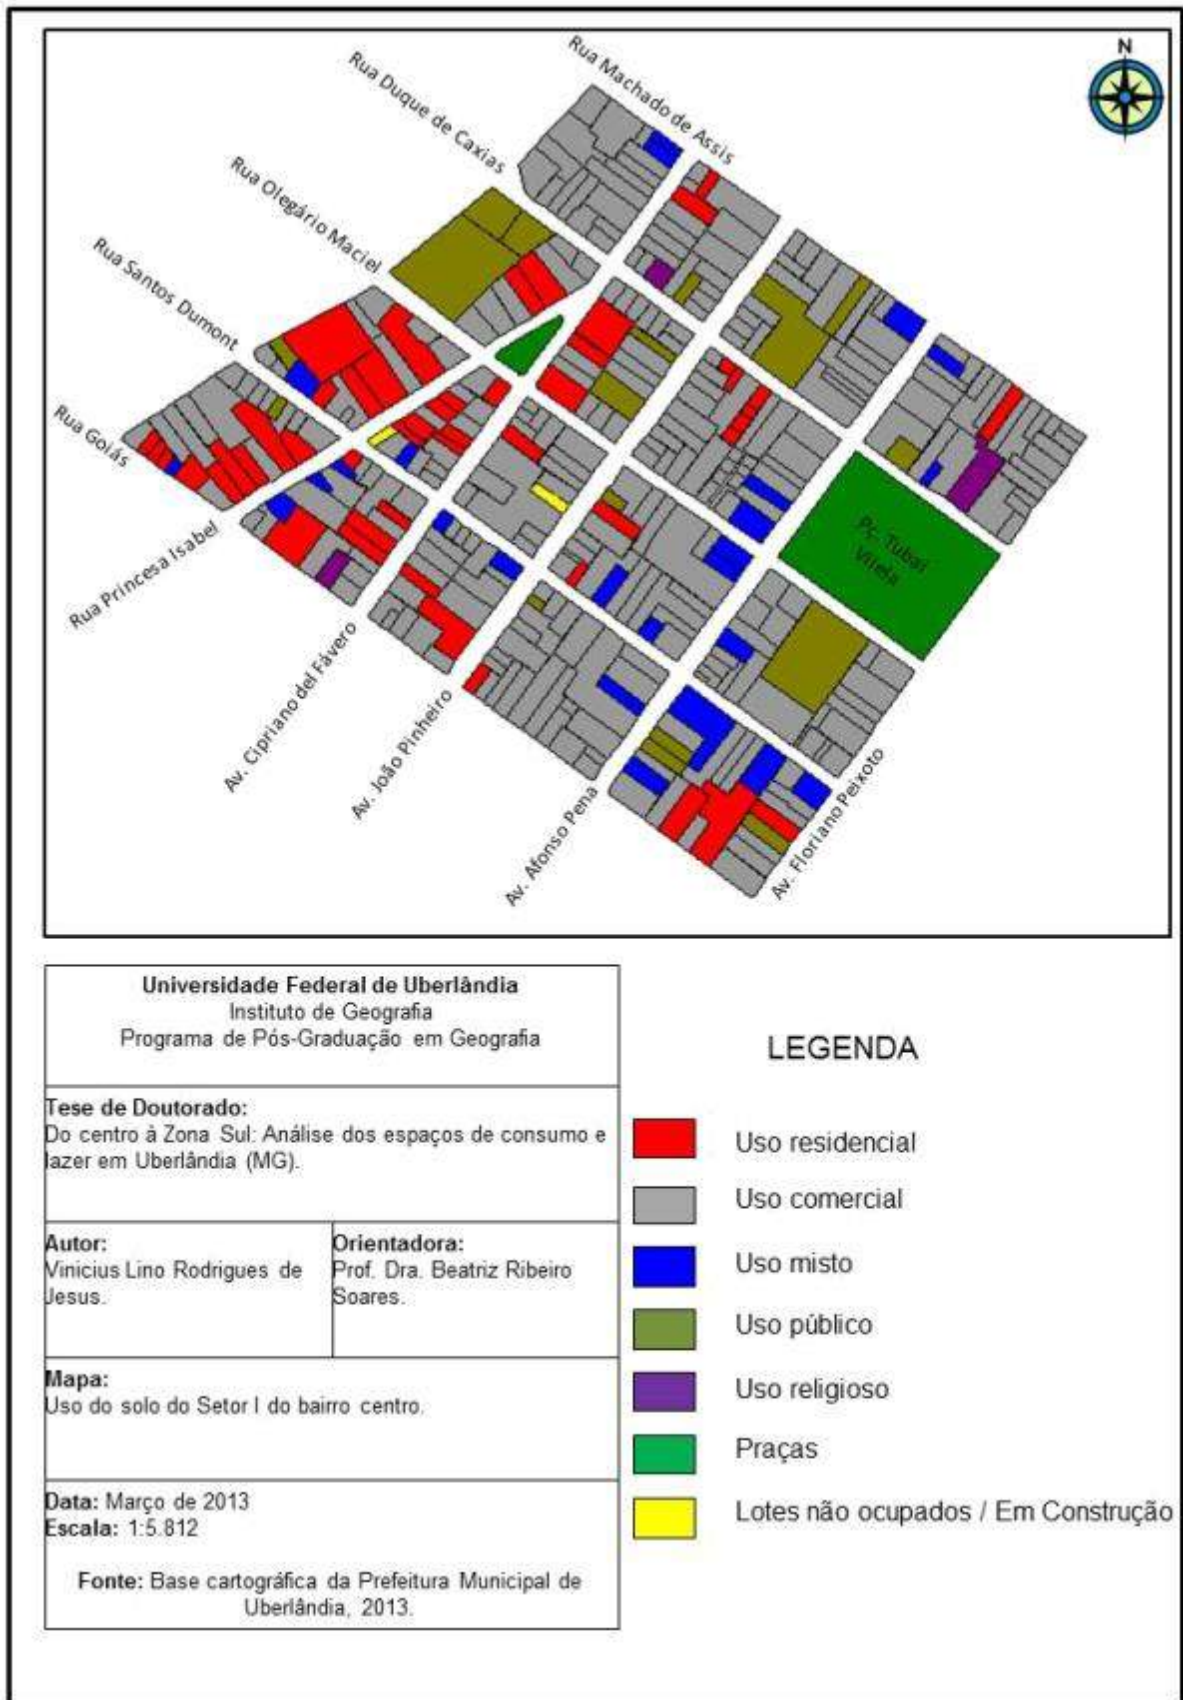 N
Rua Machado de Assis
Rua Duque de Caxias
Rua Olegário Maciel
Rua Santos Dumont
Rua Goiás
Rua Princesa Isabel
Av. Cipriano del Fávero
Av. João Pinheiro
Av. Afonso Pena
Av. Floriano Peixoto
Pç. Tubal
Vilela
Universidade Federal de Uberlândia
Instituto de Geografia
Programa de Pós-Graduação em Geografia
Tese de Doutorado:
Do centro à Zona Sul: Análise dos espaços de consumo e
lazer em Uberlândia (MG).
Autor:
Vinicius Lino Rodrigues de
Jesus.
Orientadora:
Prof. Dra. Beatriz Ribeiro
Soares.
Mapa:
Uso do solo do Setor I do bairro centro.
Data: Março de 2013
Escala: 1:5.812
Fonte: Base cartográfica da Prefeitura Municipal de
Uberlândia, 2013.
LEGENDA
Uso residencial
Uso comercial
Uso misto
Uso público
Uso religioso
Praças
Lotes não ocupados / Em Construção